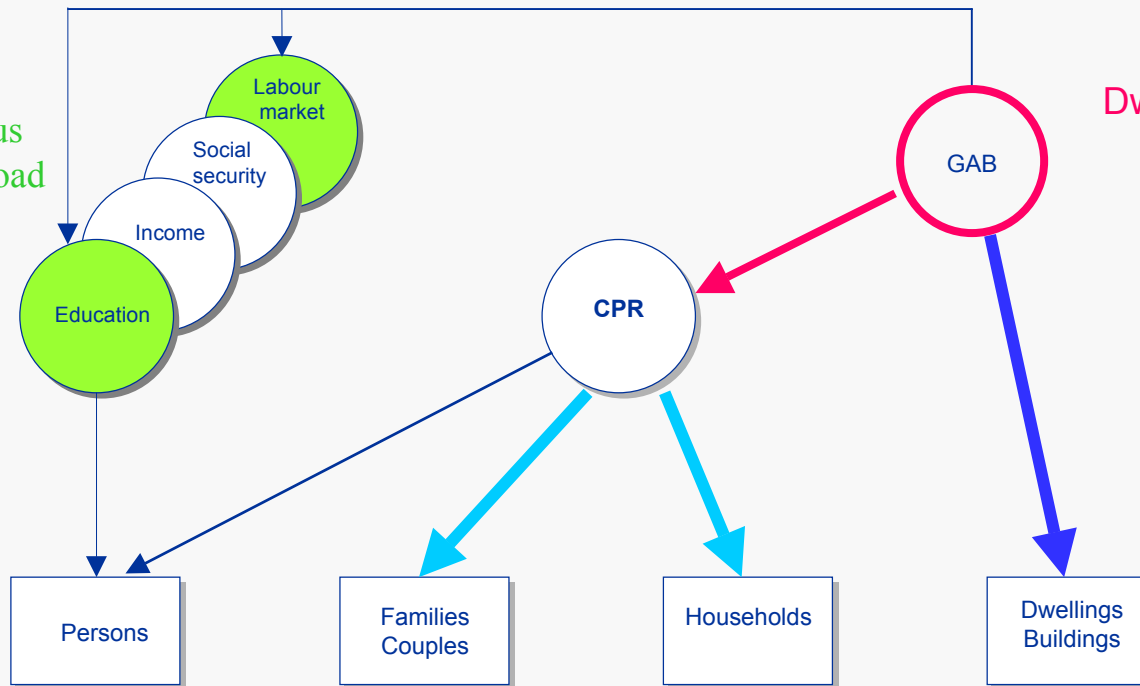 Labour
market
Social
security
Income
Education
GAB
CPR
Persons
Families
Couples
Households
Dwellings
Buildings